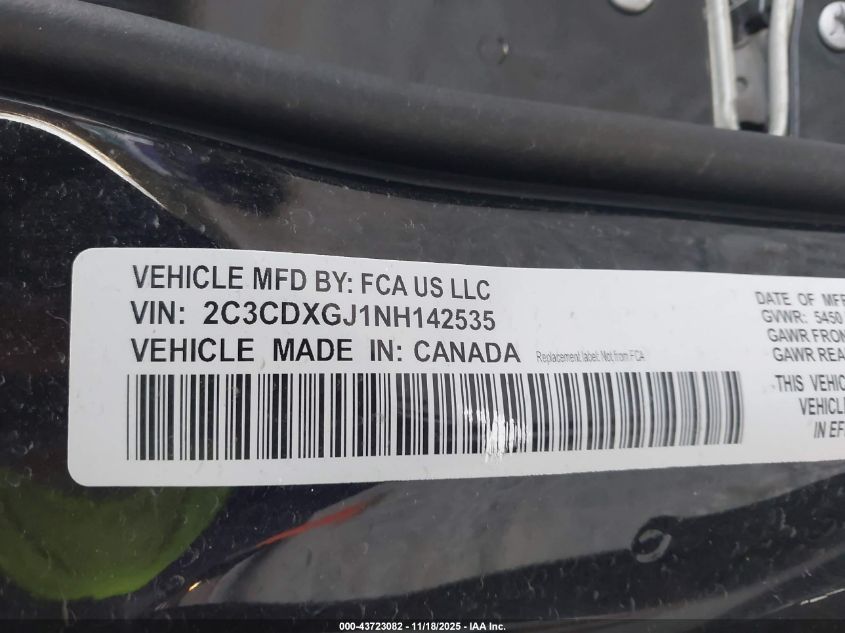 VEHICLE MFD BY: FCA US LLC
VIN: 2C3CDXGJ1NH142535
VEHICLE MADE IN: CANADA
Replacement label: Not from FCA
DATE OF MFR
GVWR: 5450
GAWR FRON
GAWR REA
THIS VEHIC
VEHICLE
IN EF
000-43723082 - 11/18/2025 - IAA Inc.